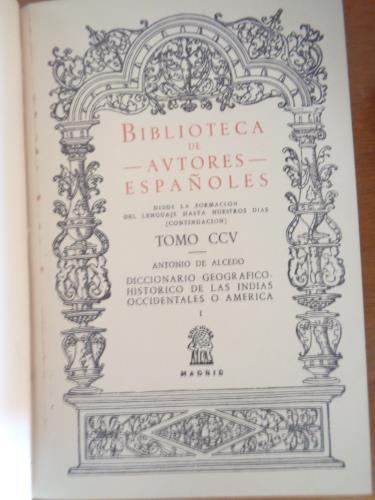 BIBLIOTECA
DE
—AVTORES—
ESPAÑOLES
DESDE LA FORMACION
DEL LENGUAJE HASTA NUESTROS DIAS
(CONTINUACION)
TOMO CCV
ANTONIO DE ALCEDO
DICCIONARIO GEOGRAFICO-
HISTORICO DE LAS INDIAS
OCCIDENTALES O AMERICA
I
MADRID